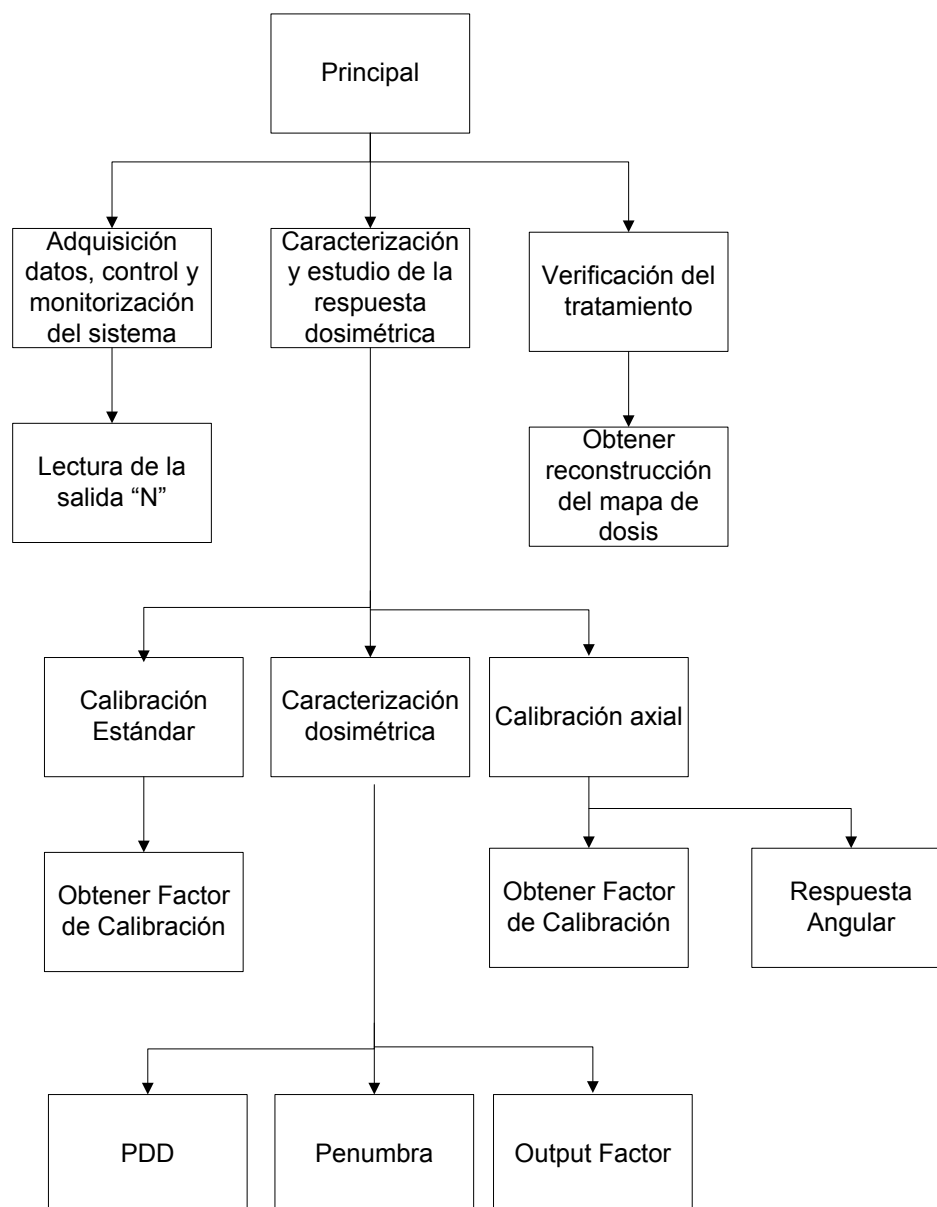 Principal
Adquisición
datos, control y
monitorización
del sistema
Caracterización
y estudio de la
respuesta
dosimétrica
Verificación del
tratamiento
Lectura de la
salida “N”
Obtener
reconstrucción
del mapa de
dosis
Calibración
Estándar
Caracterización
dosimétrica
Calibración axial
Obtener Factor
de Calibración
Obtener Factor
de Calibración
Respuesta
Angular
PDD
Penumbra
Output Factor